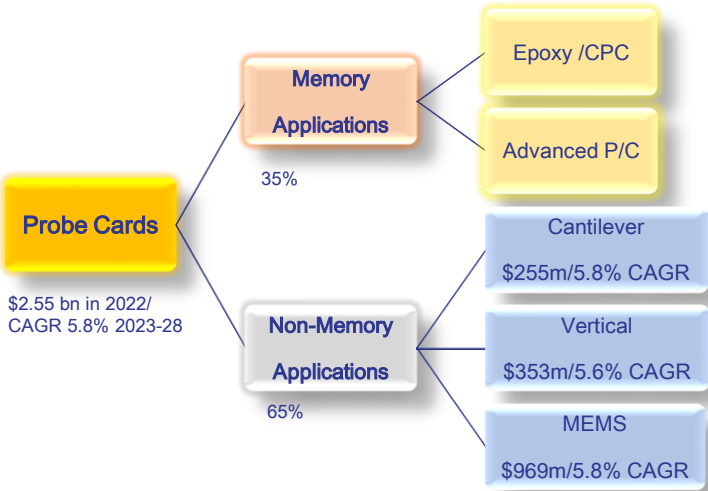 Probe Cards
$2.55 bn in 2022/
CAGR 5.8% 2023-28
Memory
Applications
35%
Epoxy /CPC
Advanced P/C
Non-Memory
Applications
65%
Cantilever
$255m/5.8% CAGR
Vertical
$353m/5.6% CAGR
MEMS
$969m/5.8% CAGR